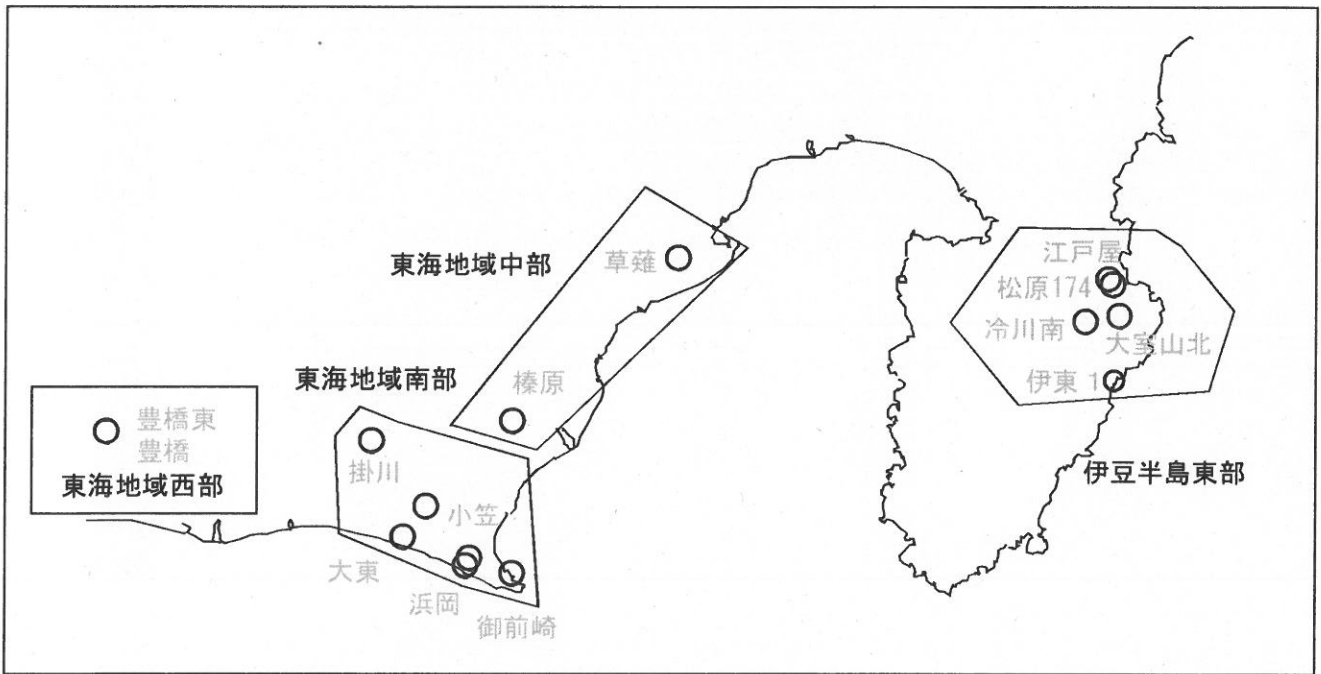 江戸屋
松原174
冷川南
大室山北
伊東1
伊豆半島東部
東海地域中部
草薙
東海地域南部
榛原
豊橋東
豊橋
東海地域西部
掛川
小笠
大東
浜岡
御前崎